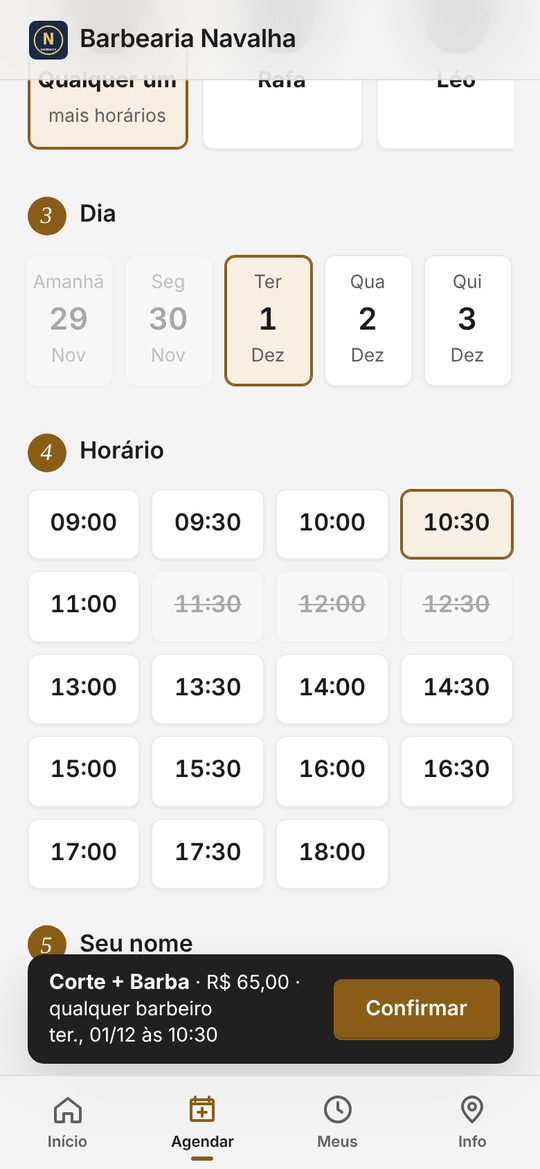 N
Barbearia Navalha
Qualquer um
mais horários
Rafa
Léo
3 Dia
Amanhã 29 Nov
Seg 30 Nov
Ter 1 Dez
Qua 2 Dez
Qui 3 Dez
4 Horário
09:00 09:30 10:00 10:30
11:00 11:30 12:00 12:30
13:00 13:30 14:00 14:30
15:00 15:30 16:00 16:30
17:00 17:30 18:00
5 Seu nome
Corte + Barba · R$ 65,00 ·
qualquer barbeiro
ter., 01/12 às 10:30
Confirmar
Início Agendar Meus Info